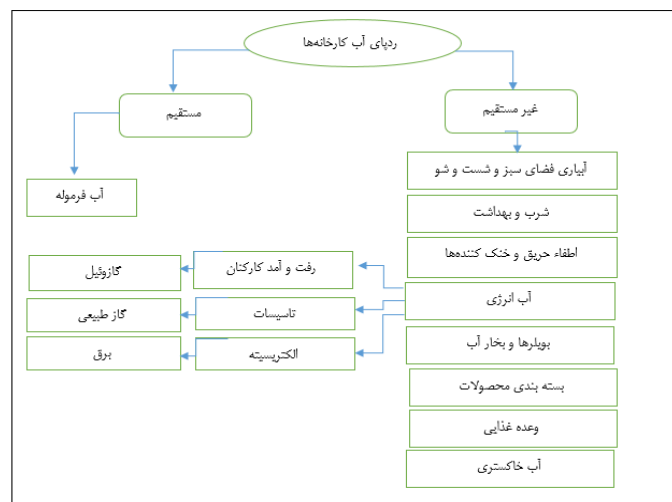 ردپای آب کارخانه‌ها
غیر مستقیم
مستقیم
آبیاری فضای سبز و شست و شو
آب فرموله
شرب و بهداشت
اطفاء حریق و خنک کننده‌ها
رفت و آمد کارکنان
گازوئیل
آب انرژی
تاسیسات
گاز طبیعی
بویلرها و بخار آب
الکتریسیته
برق
بسته بندی محصولات
وعده غذایی
آب خاکستری